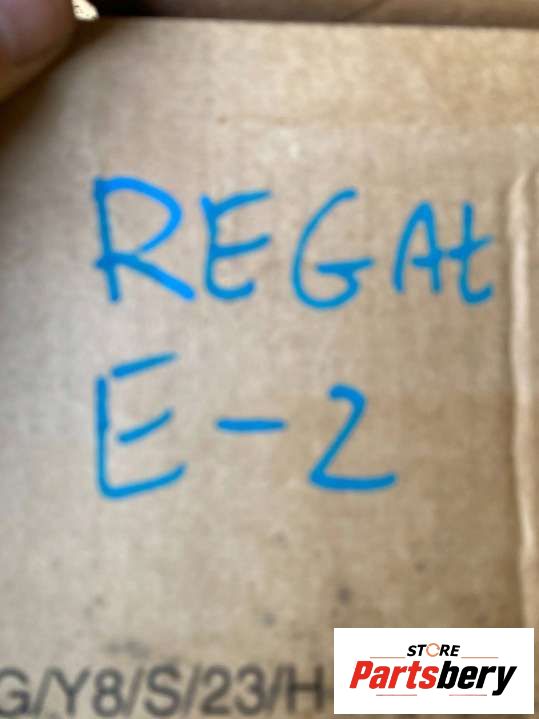 REGAŁ
E-2
G/Y8/S/23/H
STORE
Partsbery